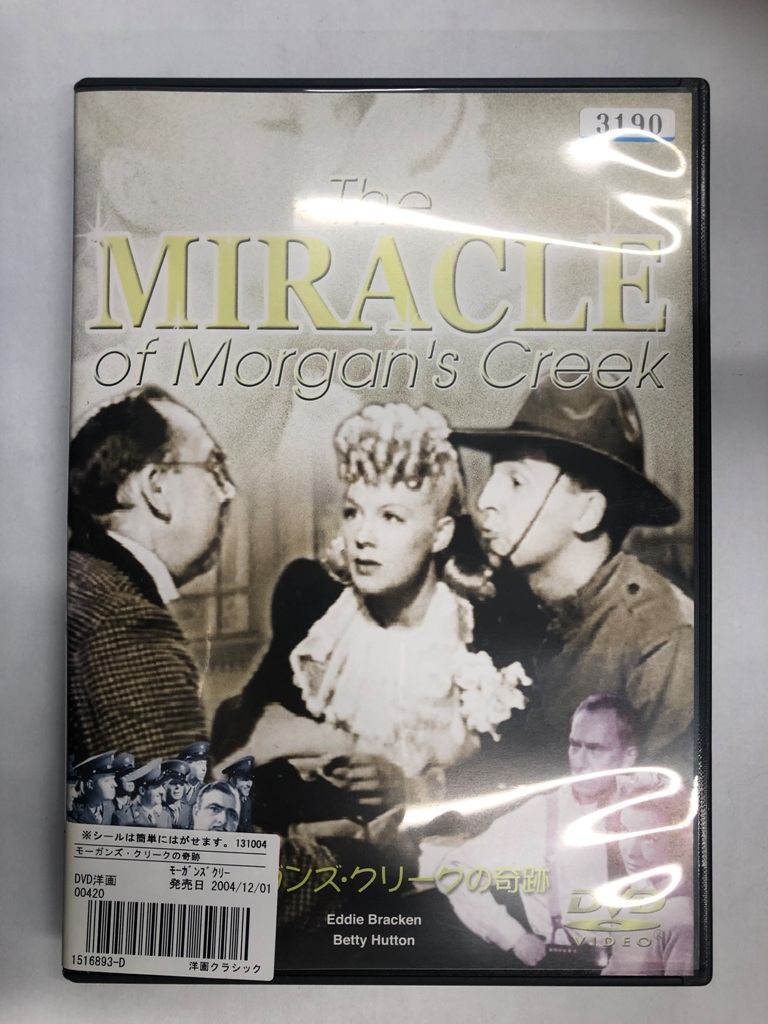 3190
The
MIRACLE
of Morgan's Creek
※シールは簡単にはがせます。 131004
モーガンズ・クリークの奇跡
モーガンズクリー
DVD洋画
発売日 2004/12/01
00420
1516893-D
洋画クラシック
ガンズ・クリークの奇跡
Eddie Bracken
Betty Hutton
DVD
VIDEO